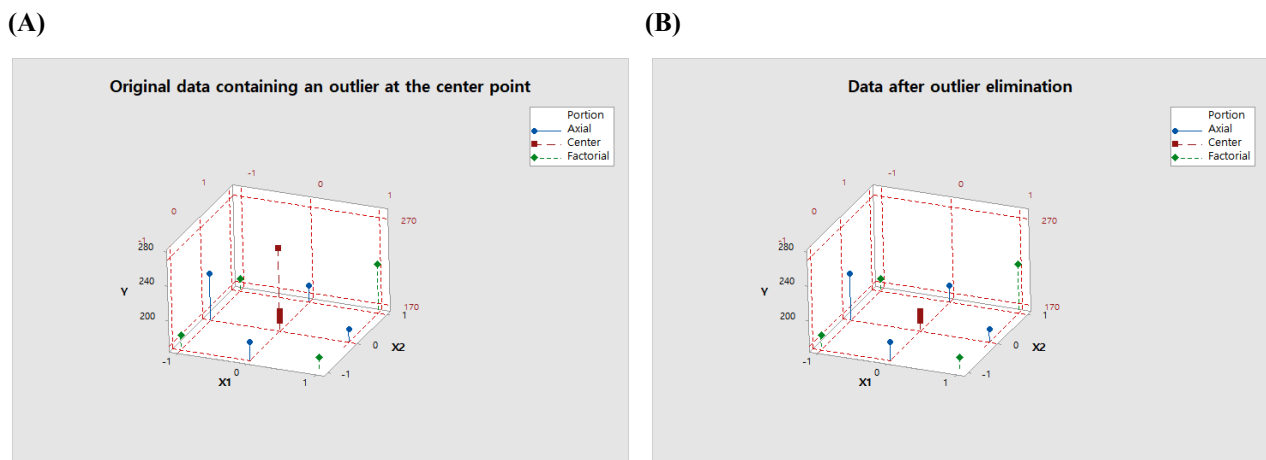 (A)
Original data containing an outlier at the center point
Portion
Axial
Center
Factorial
-1
0
1
1
0
-1
280
240
200
Y
270
170
-1
0
1
X1
-1
0
1
X2
(B)
Data after outlier elimination
Portion
Axial
Center
Factorial
-1
0
1
1
0
-1
280
240
200
Y
270
170
-1
0
1
X1
-1
0
1
X2